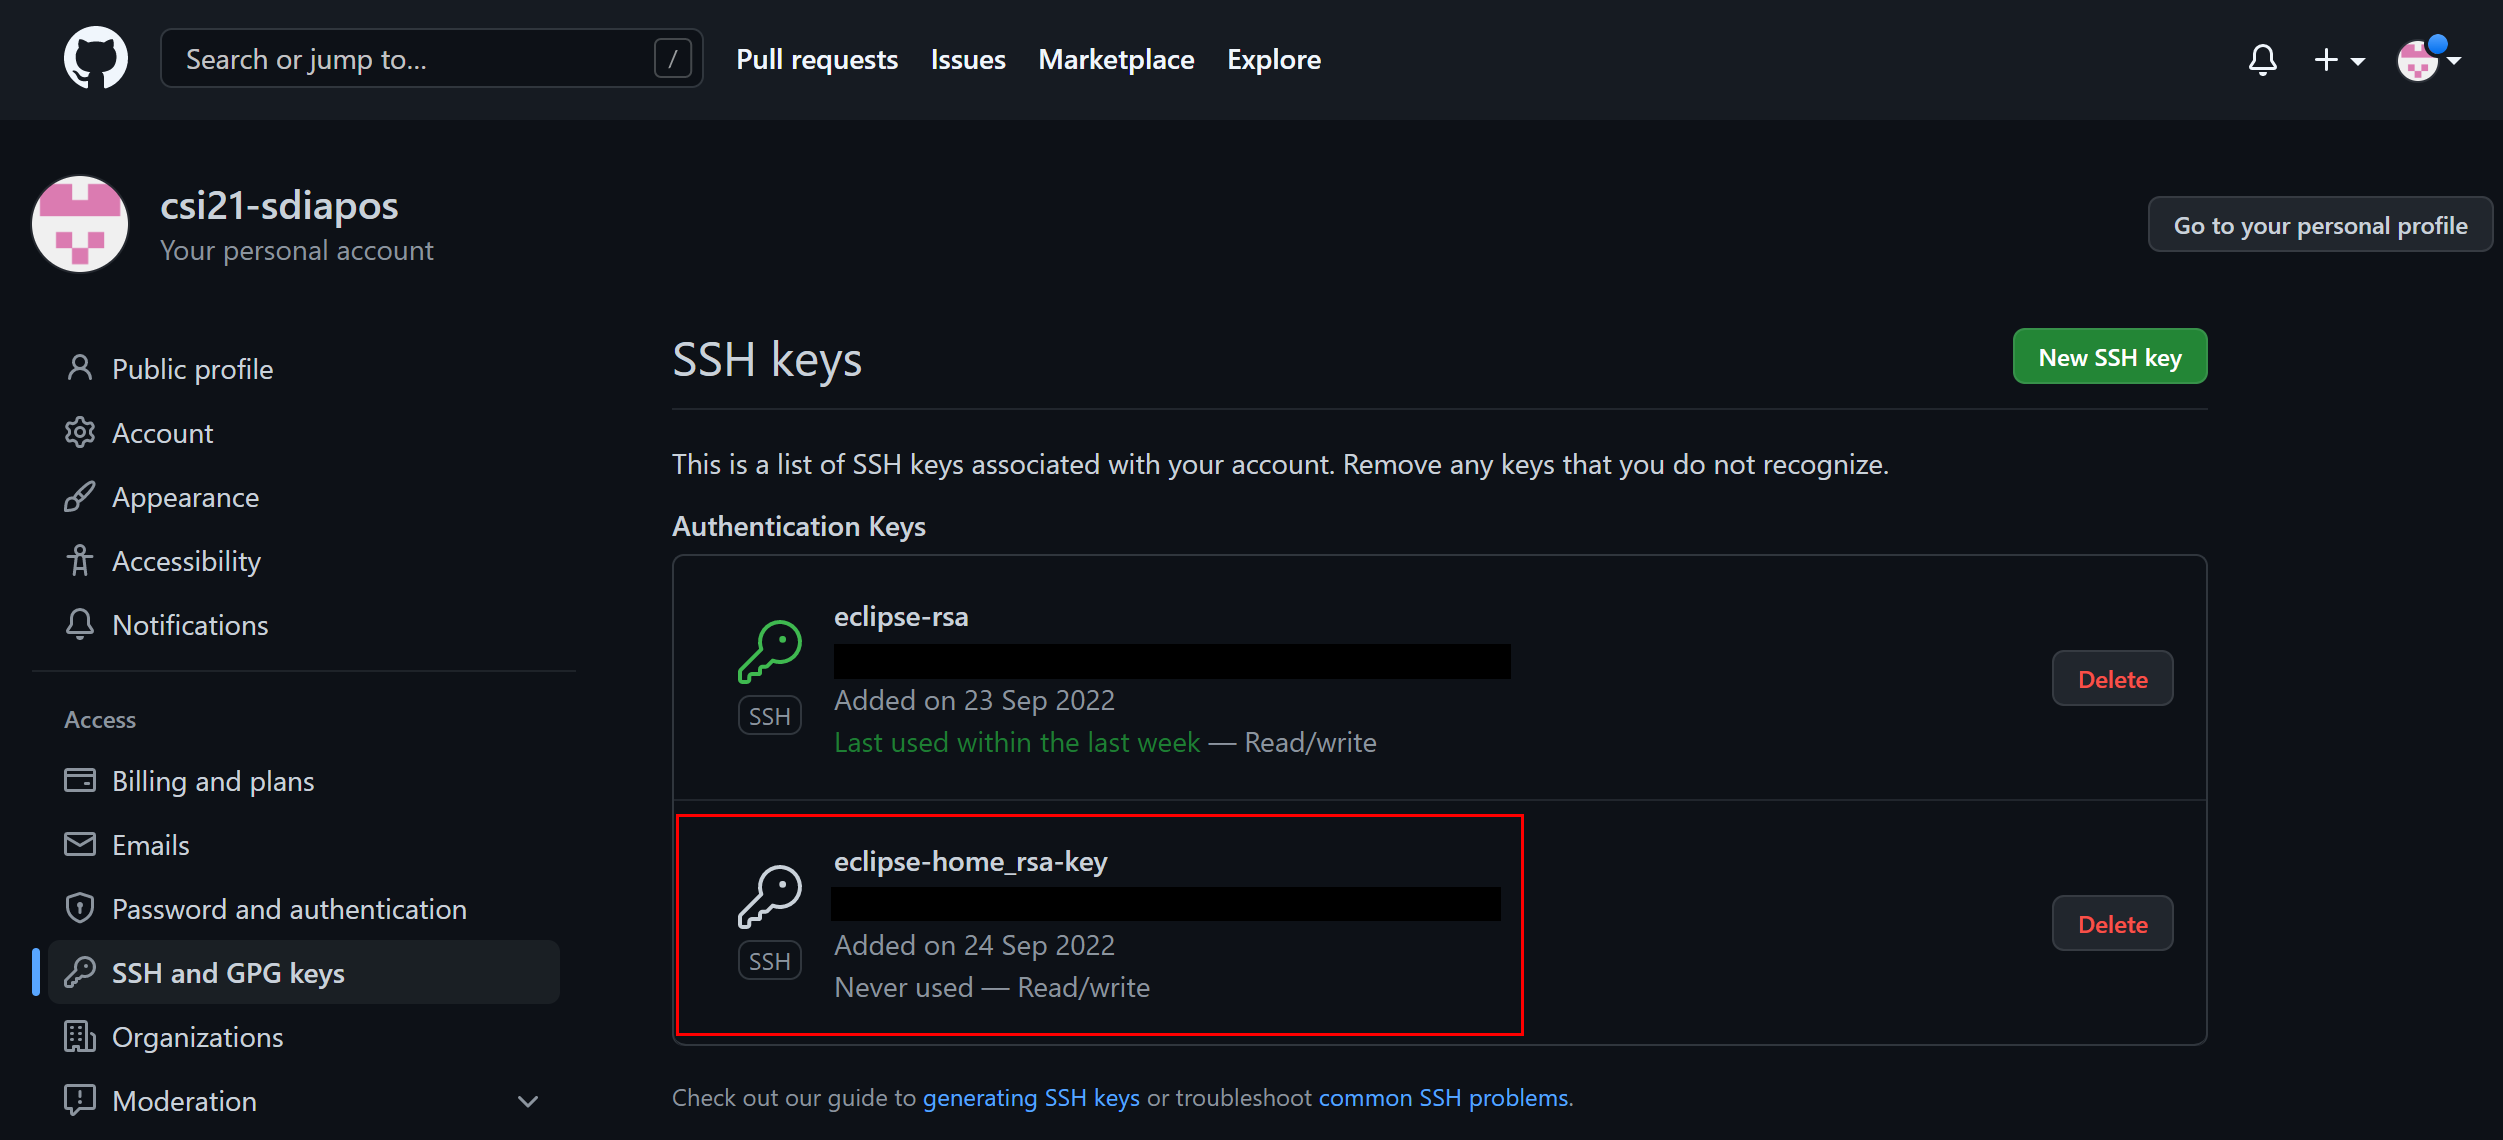 Search or jump to...
/
Pull requests
Issues
Marketplace
Explore
csi21-sdiapos
Your personal account
Go to your personal profile
Public profile
Account
Appearance
Accessibility
Notifications
Access
Billing and plans
Emails
Password and authentication
SSH and GPG keys
Organizations
Moderation
SSH keys
New SSH key
This is a list of SSH keys associated with your account. Remove any keys that you do not recognize.
Authentication Keys
eclipse-rsa
SSH
Added on 23 Sep 2022
Last used within the last week — Read/write
Delete
eclipse-home_rsa-key
SSH
Added on 24 Sep 2022
Never used — Read/write
Delete
Check out our guide to generating SSH keys or troubleshoot common SSH problems.